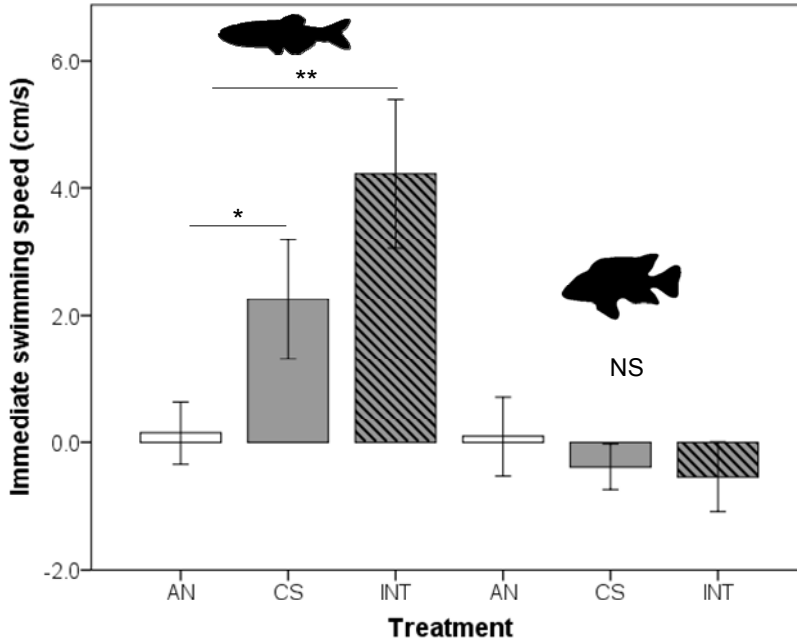 6.0
4.0
2.0
0.0
-2.0
Immediate swimming speed (cm/s)
**
*
NS
AN CS INT AN CS INT
Treatment